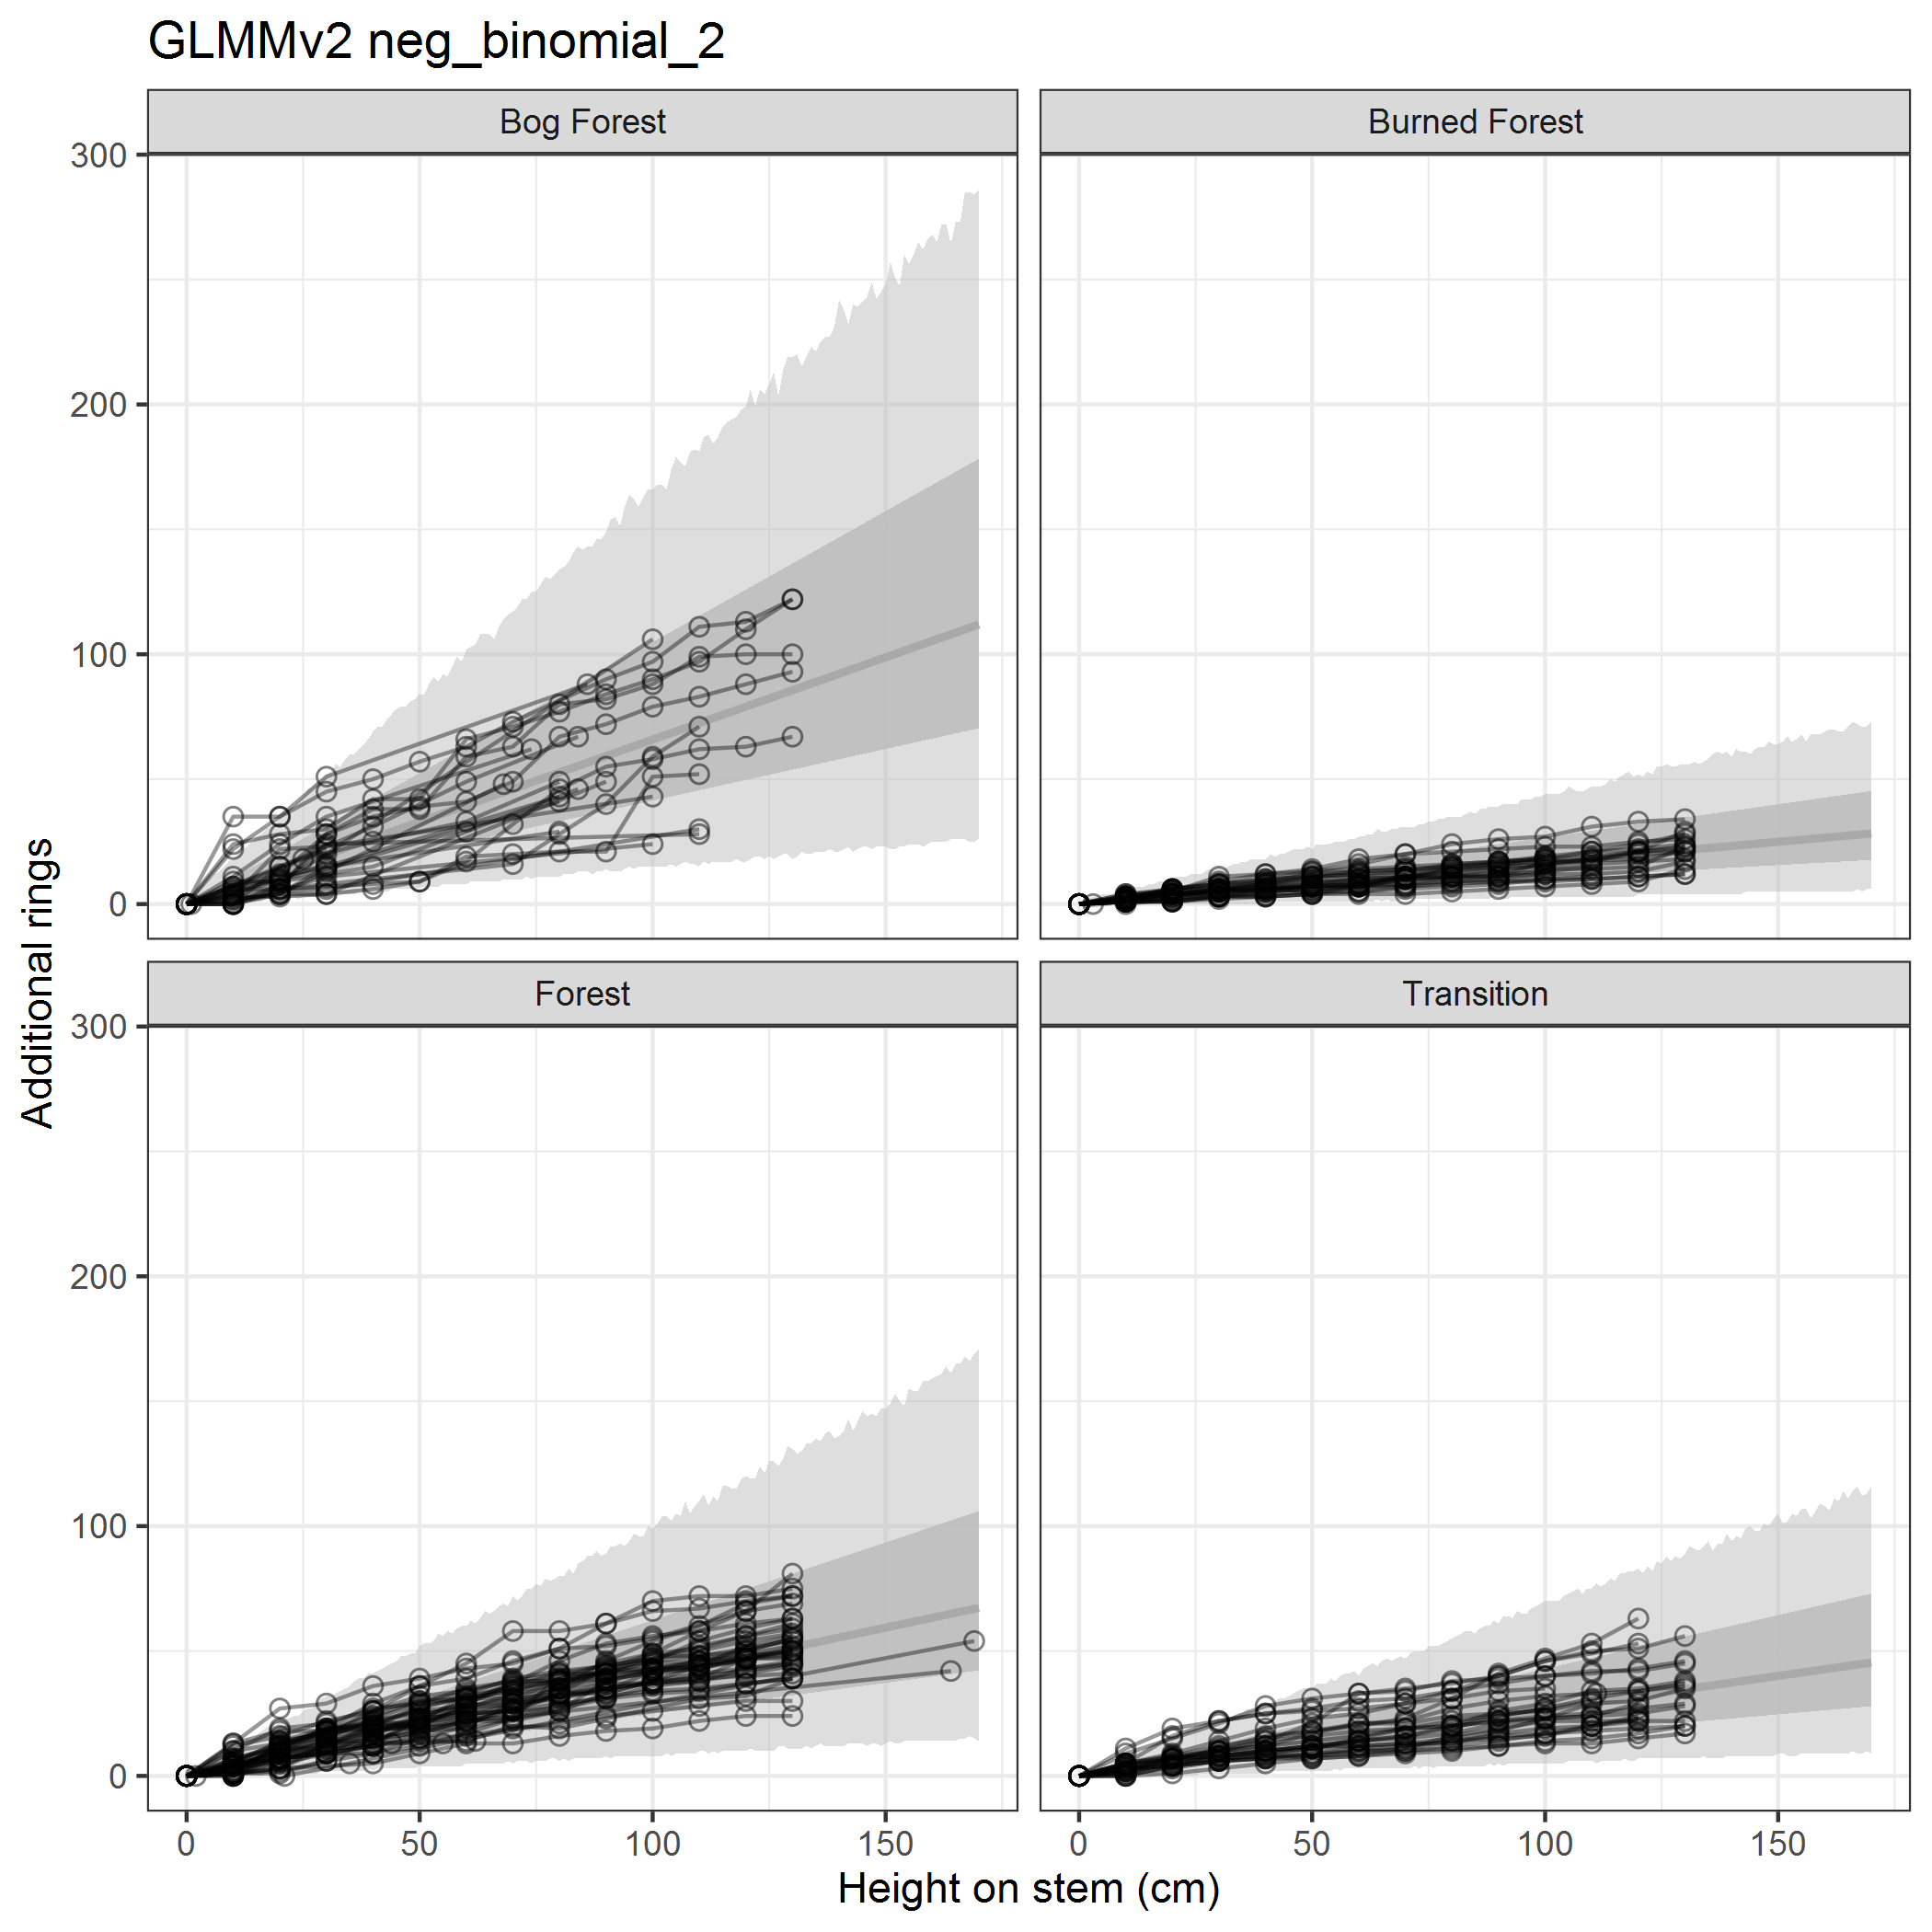 GLMMv2 neg_binomial_2
Bog Forest
Burned Forest
300
200
100
0
Forest
Transition
300
200
100
0
Additional rings
0 50 100 150
0 50 100 150
Height on stem (cm)